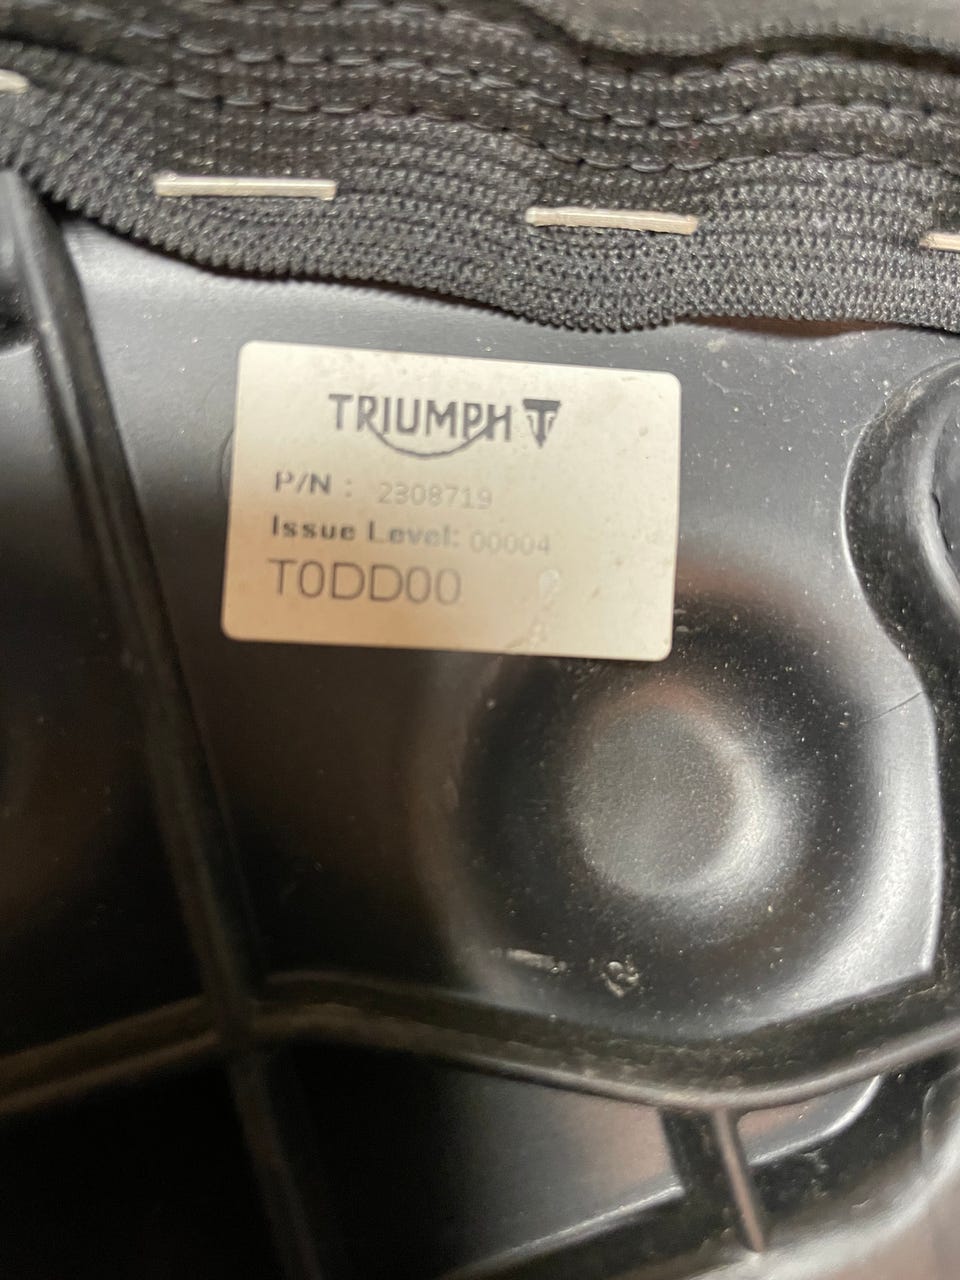 TRIUMPH
P/N : 2308719
Issue Level: 00004
T0DD00